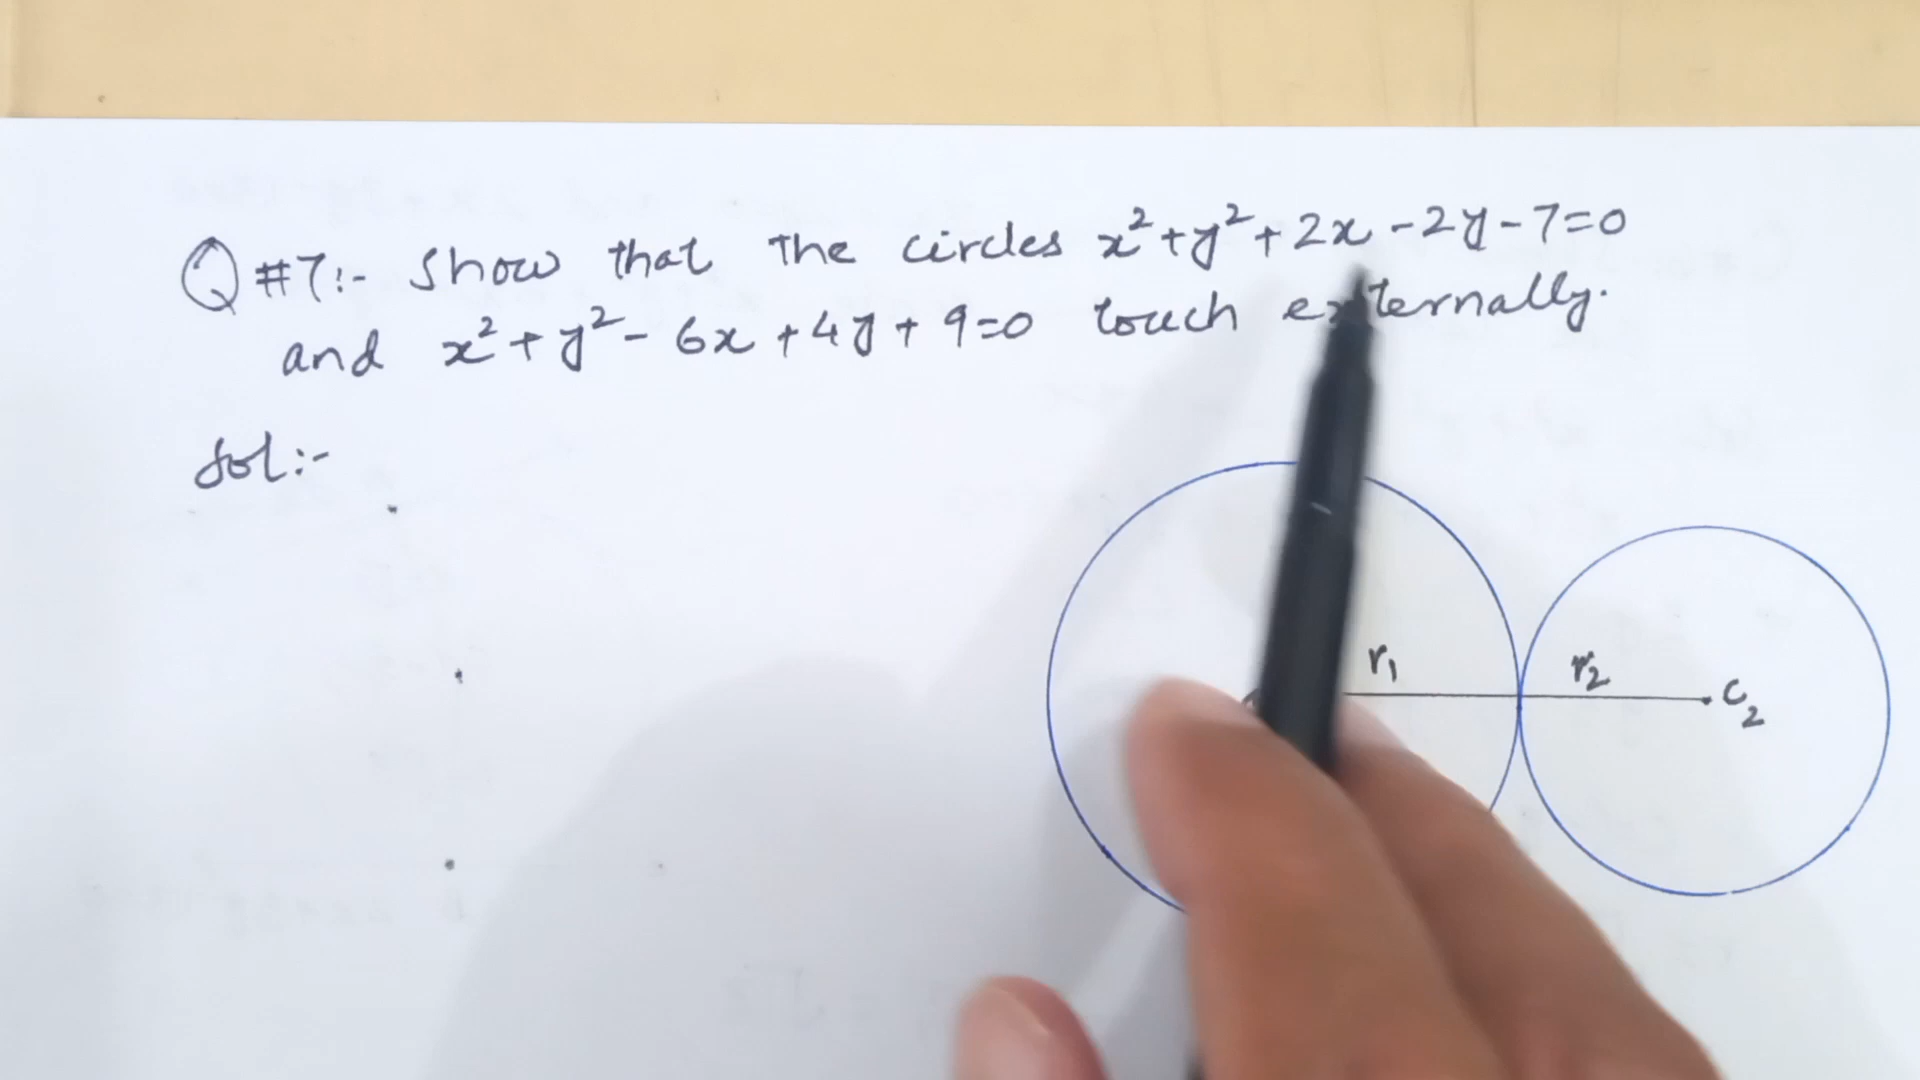 Q#7:- Show that the circles x²+y²+2x-2y-7=0
and x²+y²-6x+4y+9=0 touch externally.
Sol:-
r₁ r₂ C₂